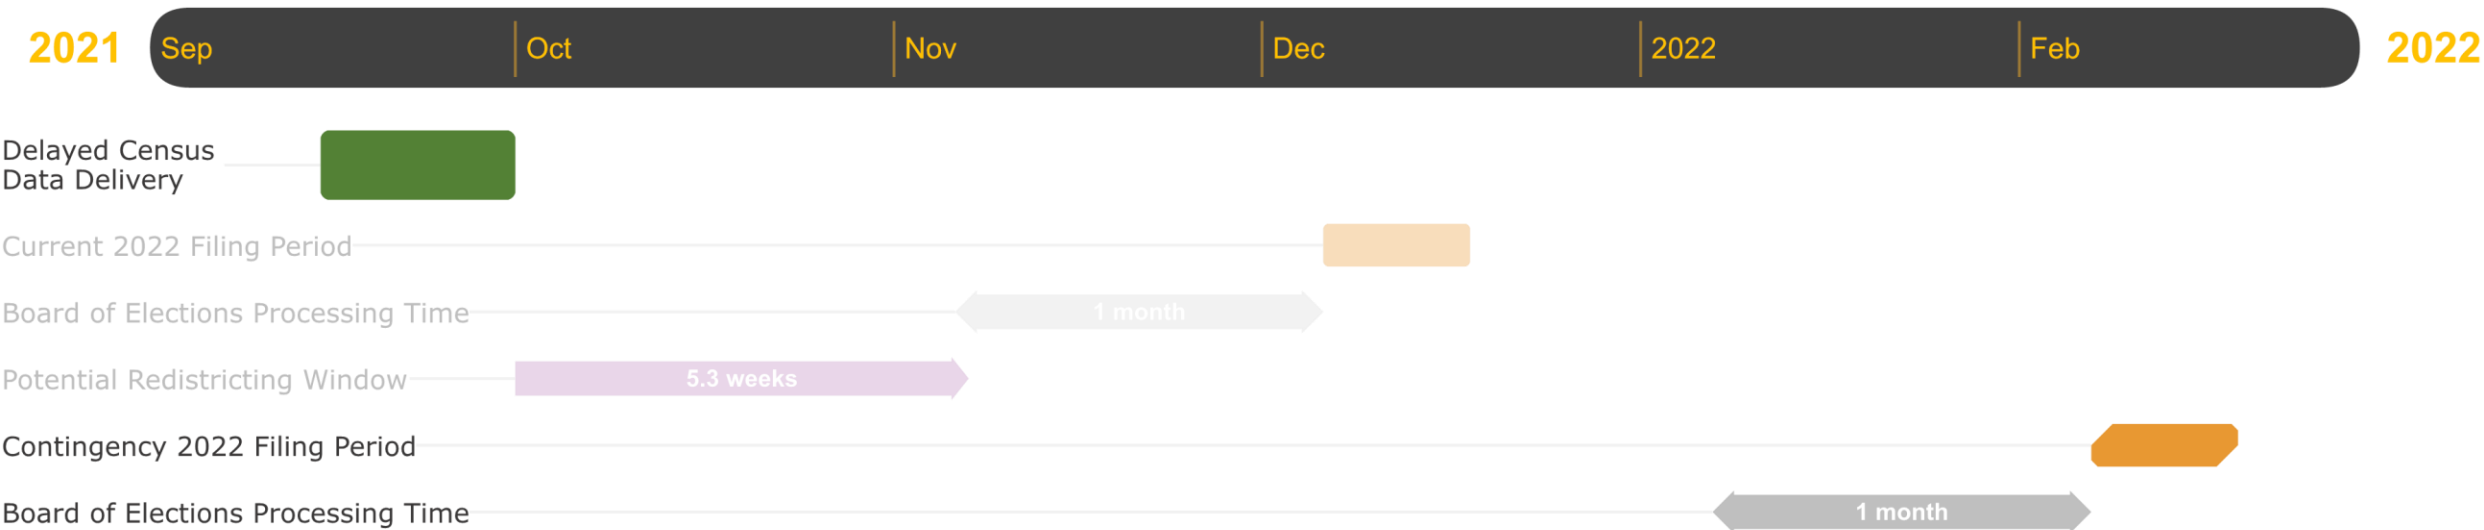 2021 Sep Oct Nov Dec 2022 Feb 2022
Delayed Census
Data Delivery
Current 2022 Filing Period
Board of Elections Processing Time 1 month
Potential Redistricting Window 5.3 weeks
Contingency 2022 Filing Period
Board of Elections Processing Time 1 month